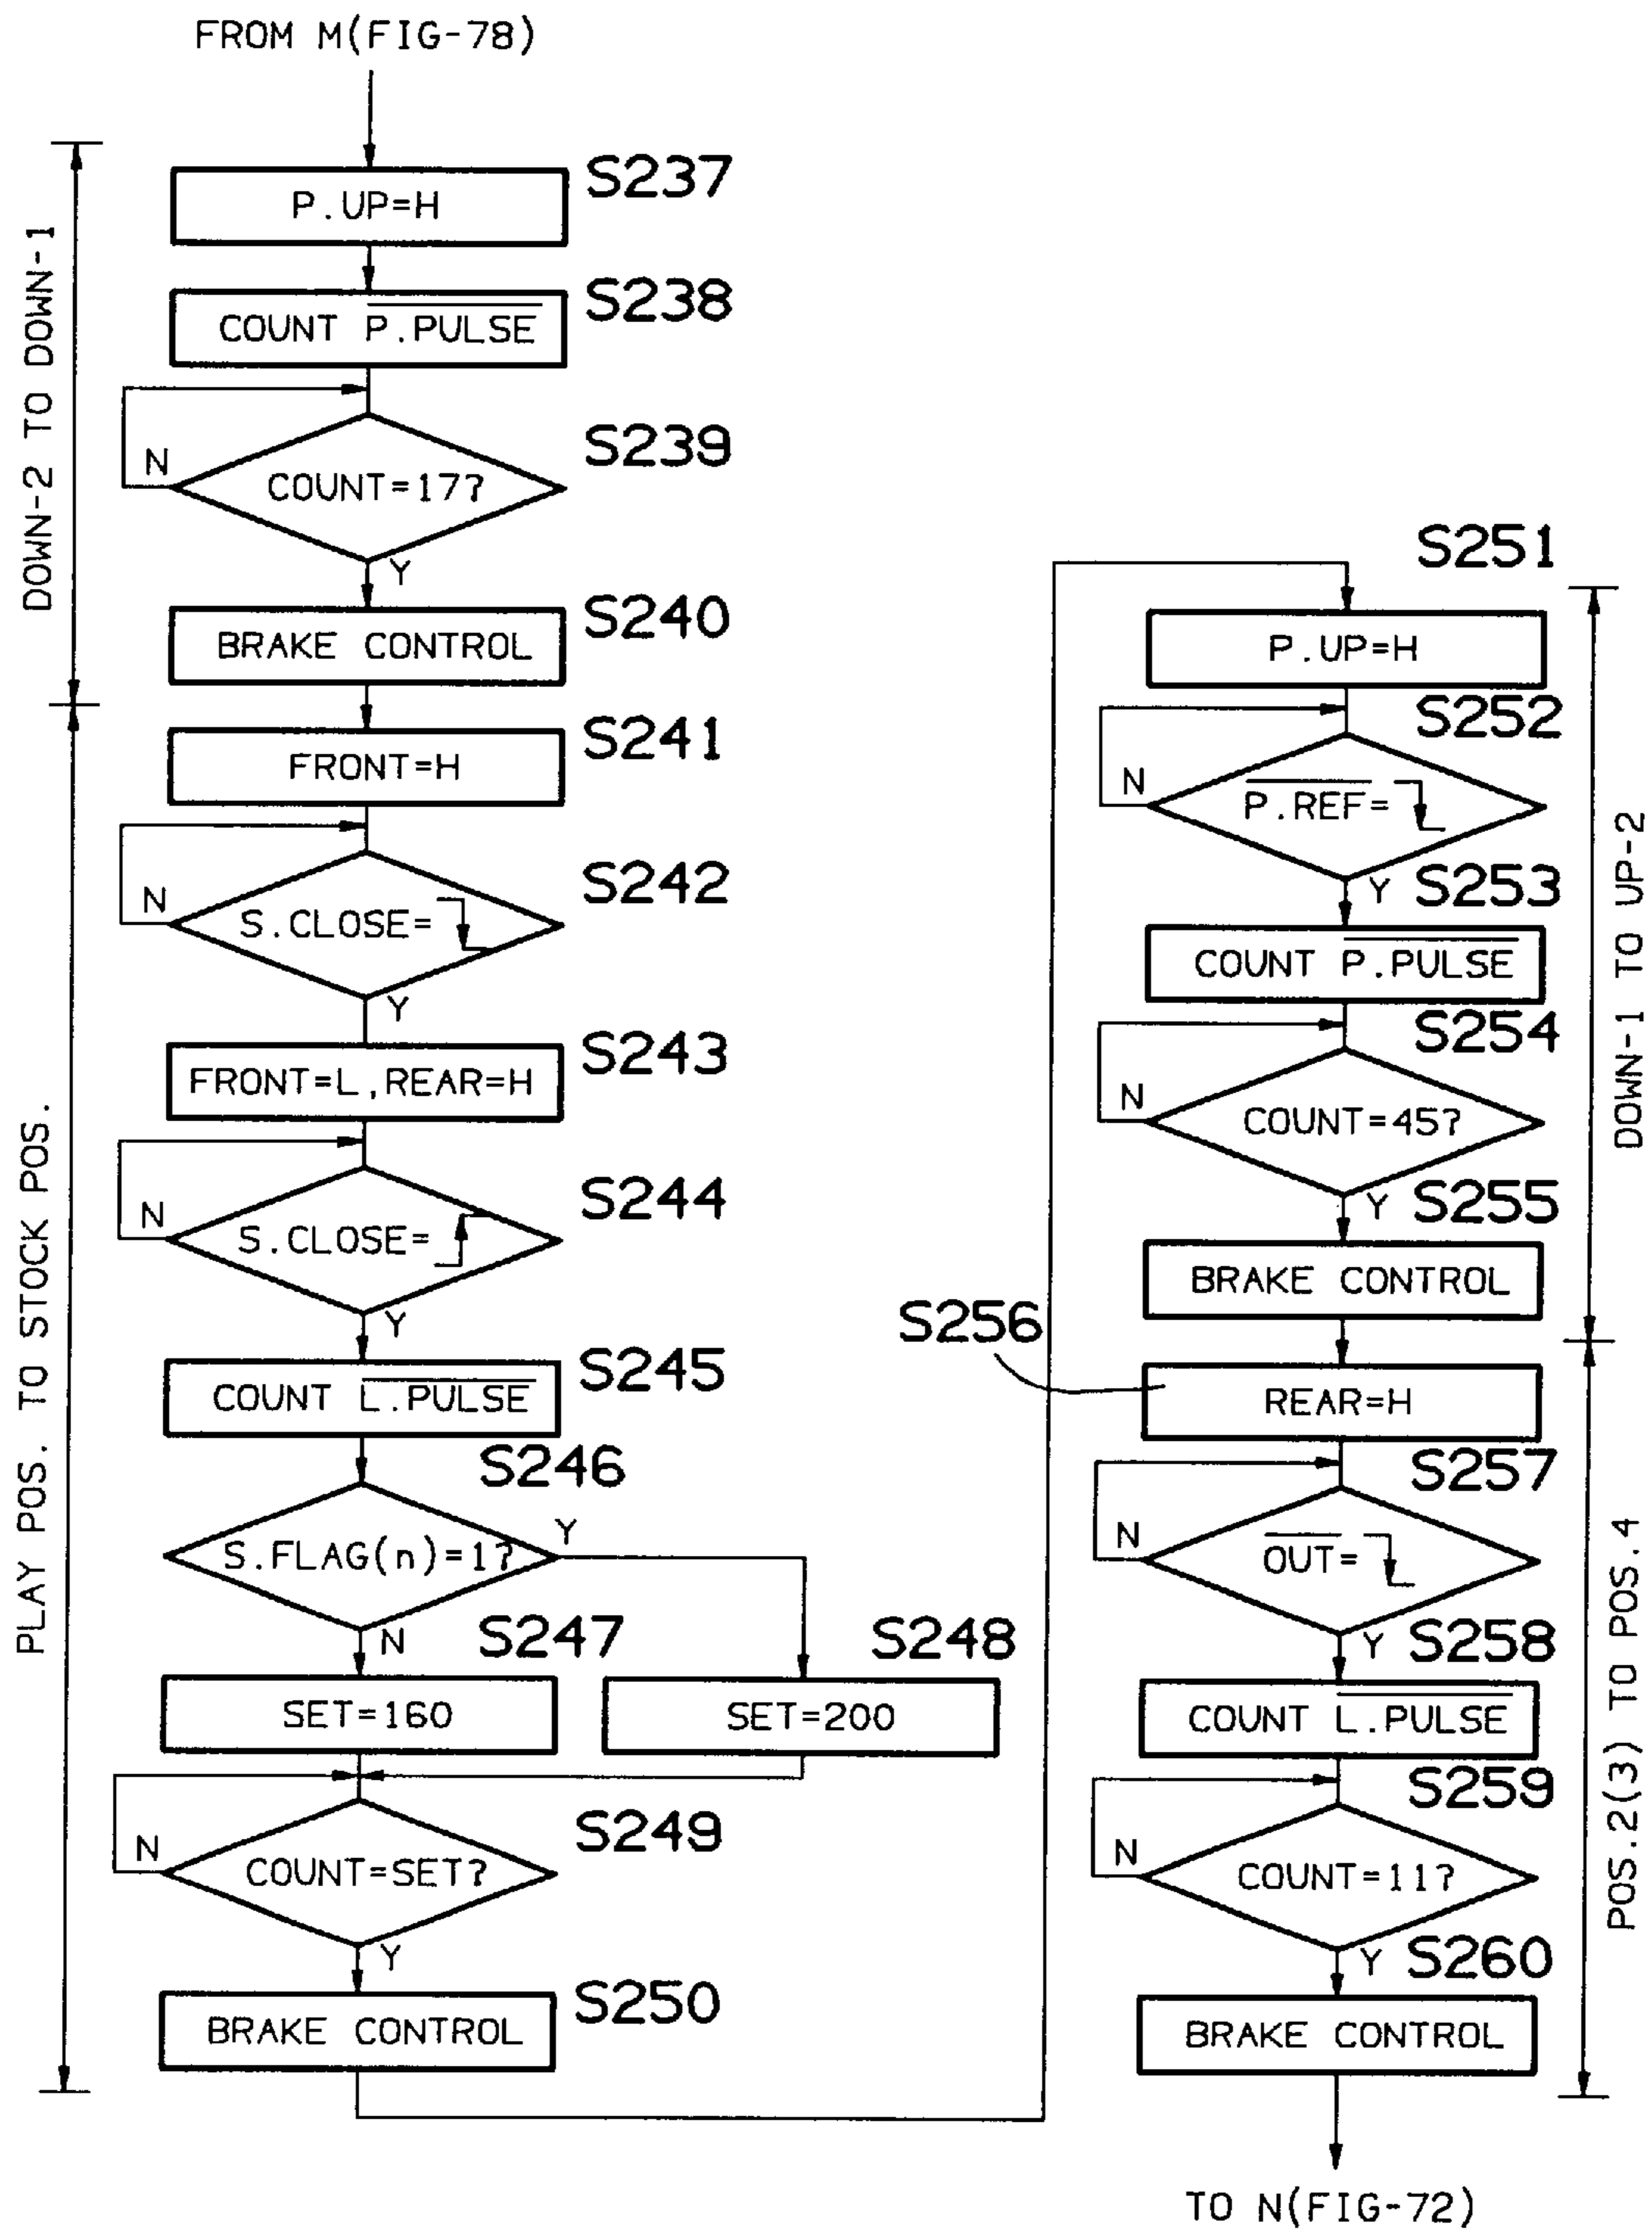 FROM M(FIG-78)
DOWN-2 TO DOWN-1
P.UP=H
S237
COUNT P.PULSE
S238
COUNT=17?
S239
N
Y
BRAKE CONTROL
S240
PLAY POS. TO STOCK POS.
FRONT=H
S241
S.CLOSE=
S242
N
Y
FRONT=L,REAR=H
S243
S.CLOSE=
S244
N
Y
COUNT L.PULSE
S245
S246
S.FLAG(n)=1?
Y
N
S247
SET=160
S248
SET=200
COUNT=SET?
S249
N
Y
BRAKE CONTROL
S250
DOWN-1 TO UP-2
S251
P.UP=H
S252
P.REF=
N
Y
S253
COUNT P.PULSE
S254
COUNT=45?
N
Y
S255
BRAKE CONTROL
POS.2(3) TO POS.4
S256
REAR=H
S257
OUT=
N
Y
S258
COUNT L.PULSE
S259
COUNT=11?
N
Y
S260
BRAKE CONTROL
TO N(FIG-72)